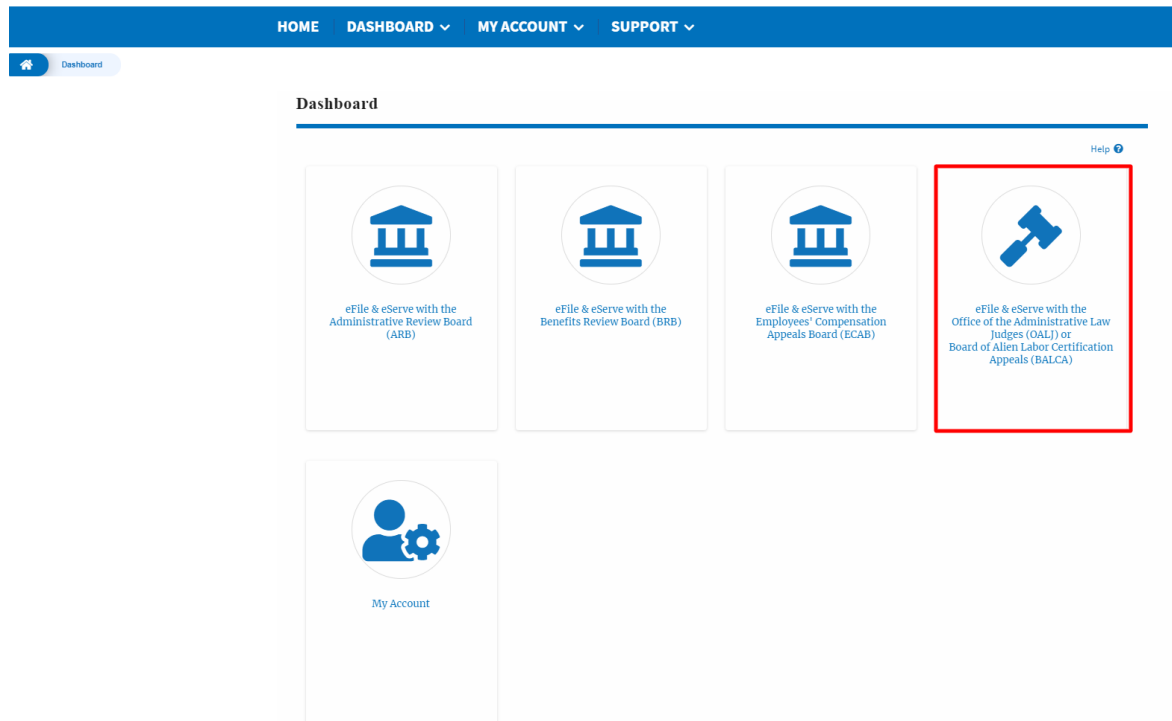 HOME DASHBOARD MY ACCOUNT SUPPORT
Dashboard
Dashboard
Help
eFile & eServe with the
Administrative Review Board
(ARB)
eFile & eServe with the
Benefits Review Board (BRB)
eFile & eServe with the
Employees' Compensation
Appeals Board (ECAB)
eFile & eServe with the
Office of the Administrative Law
Judges (OALJ) or
Board of Alien Labor Certification
Appeals (BALCA)
My Account